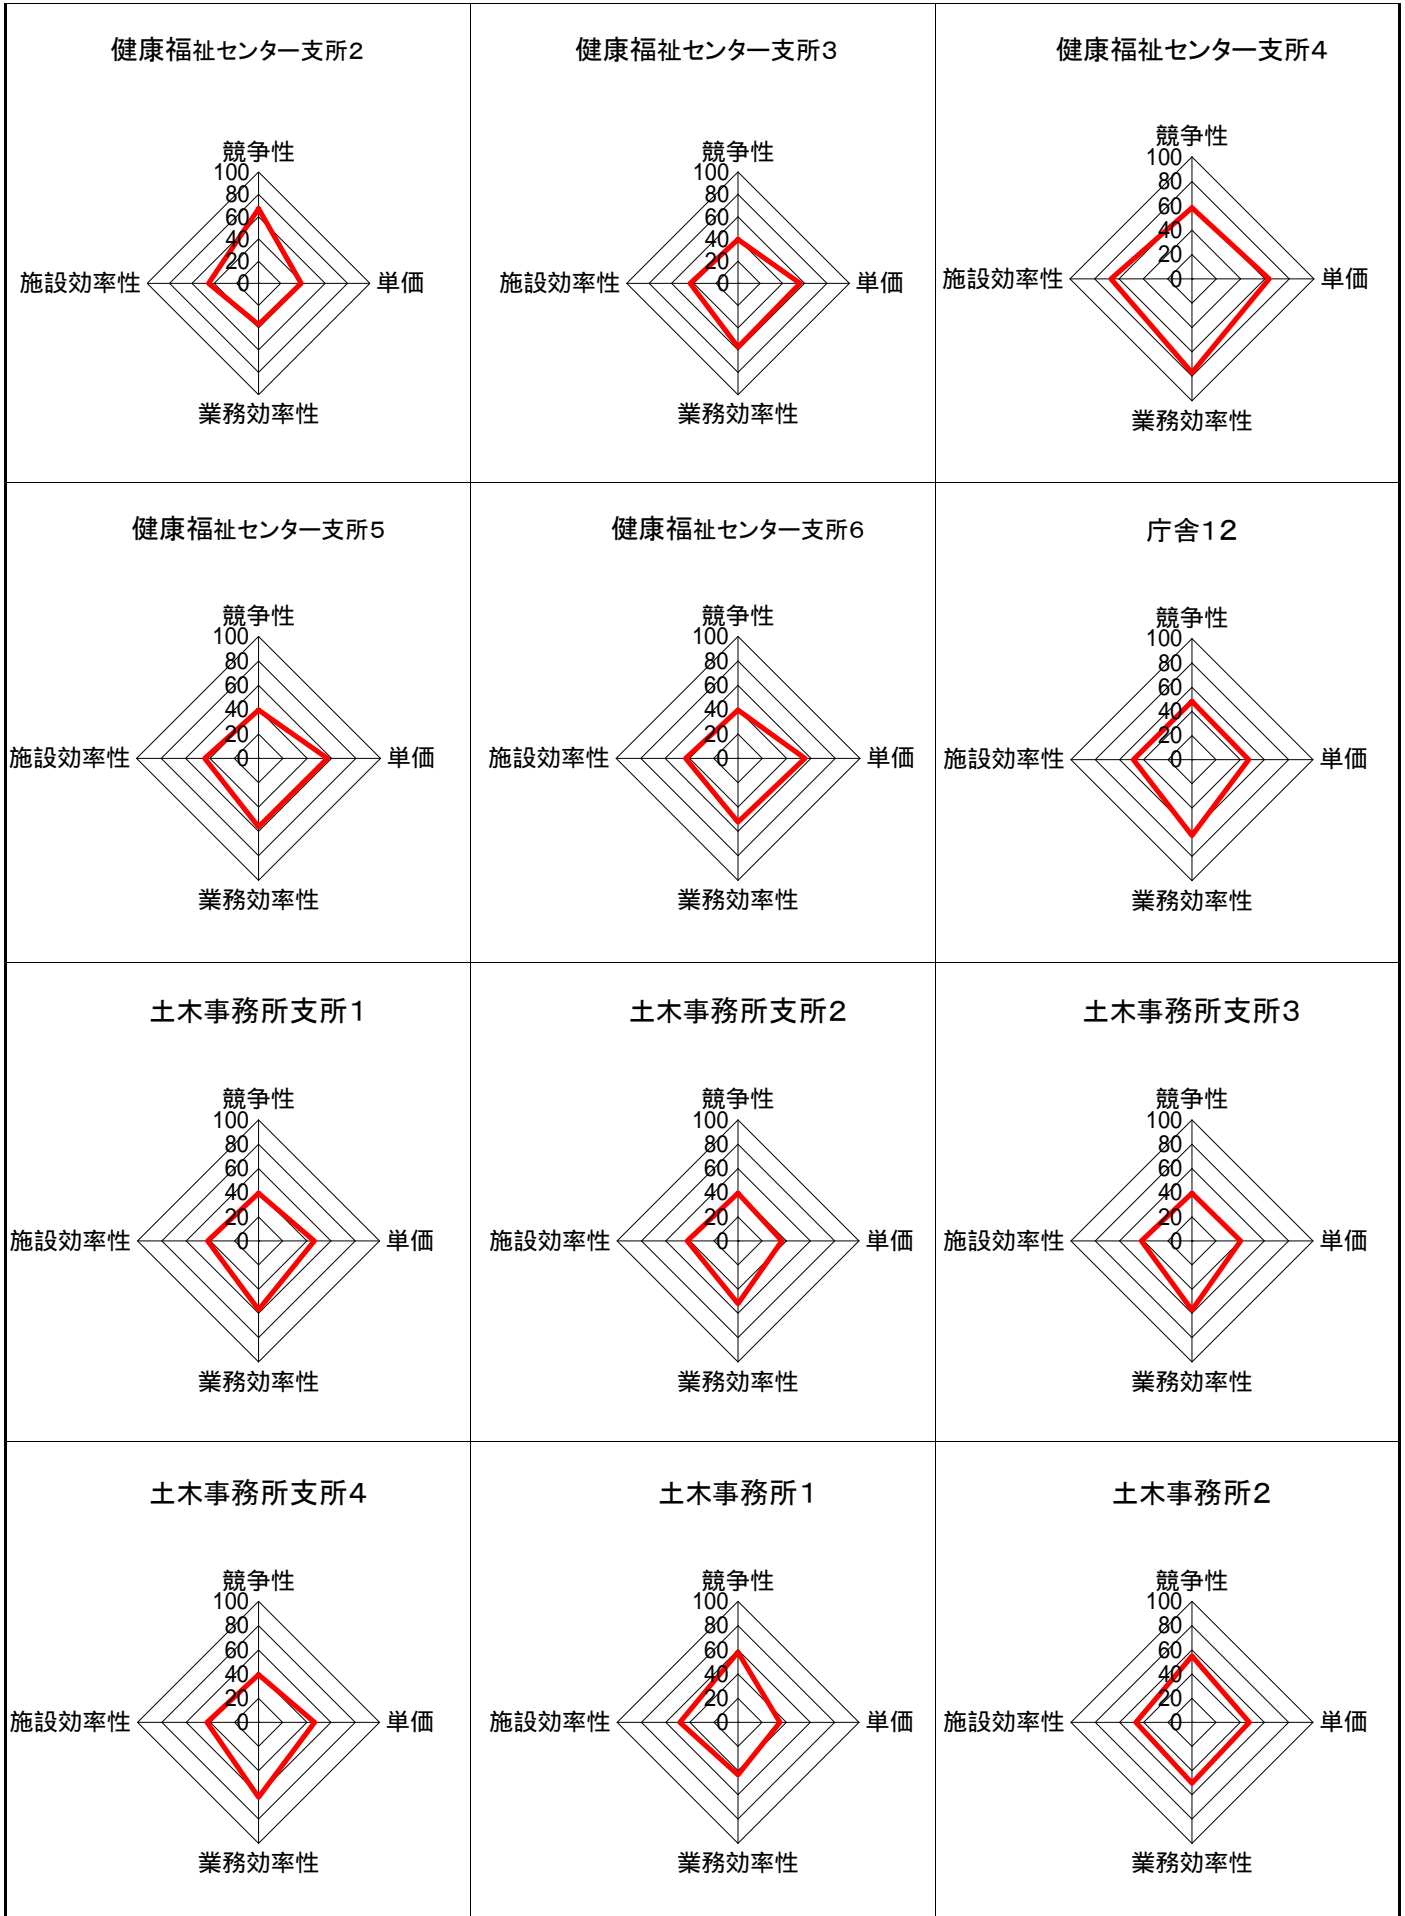 健康福祉センター支所2
競争性
100
80
60
40
20
0
施設効率性
単価
業務効率性
健康福祉センター支所3
競争性
100
80
60
40
20
0
施設効率性
単価
業務効率性
健康福祉センター支所4
競争性
100
80
60
40
20
0
施設効率性
単価
業務効率性
健康福祉センター支所5
競争性
100
80
60
40
20
0
施設効率性
単価
業務効率性
健康福祉センター支所6
競争性
100
80
60
40
20
0
施設効率性
単価
業務効率性
庁舎12
競争性
100
80
60
40
20
0
施設効率性
単価
業務効率性
土木事務所支所1
競争性
100
80
60
40
20
0
施設効率性
単価
業務効率性
土木事務所支所2
競争性
100
80
60
40
20
0
施設効率性
単価
業務効率性
土木事務所支所3
競争性
100
80
60
40
20
0
施設効率性
単価
業務効率性
土木事務所支所4
競争性
100
80
60
40
20
0
施設効率性
単価
業務効率性
土木事務所1
競争性
100
80
60
40
20
0
施設効率性
単価
業務効率性
土木事務所2
競争性
100
80
60
40
20
0
施設効率性
単価
業務効率性